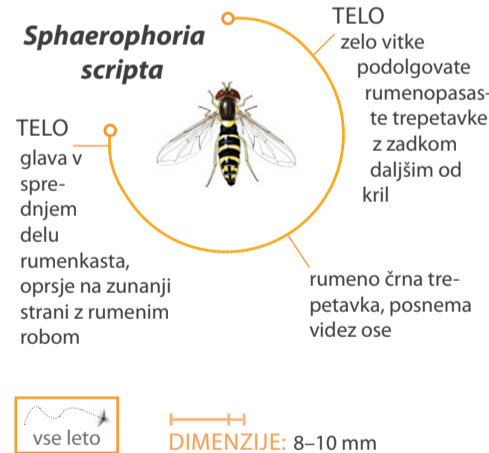 Sphaerophoria
scripta
TELO
zelo vitke
podolgovate
rumenopasas-
te trepetavke
z zadkom
daljšim od
kril
TELO
glava v
spre-
dnjem
delu
rumenkasta,
oprsje na zunanji
strani z rumenim
robom
rumeno črna tre-
petavka, posnema
videz ose
vse leto
DIMENZIJE: 8–10 mm